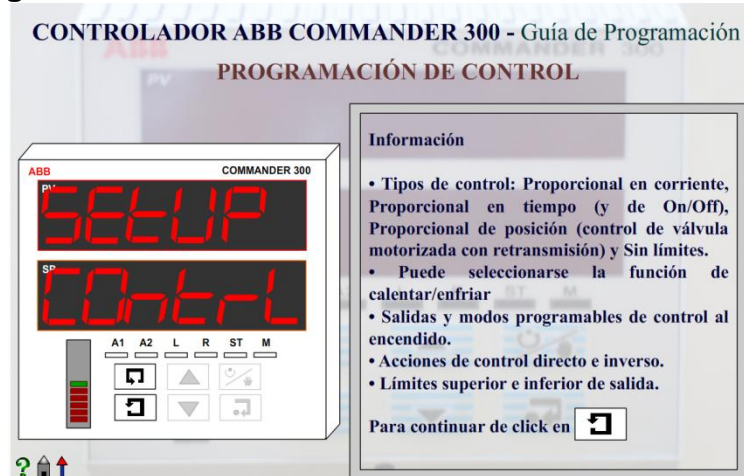 CONTROLADOR ABB COMMANDER 300 - Guía de Programación
PROGRAMACIÓN DE CONTROL
ABB
COMMANDER 300
PV
SEtUP
SP
COntrL
A1 A2 L R ST M
Información
• Tipos de control: Proporcional en corriente,
Proporcional en tiempo (y de On/Off),
Proporcional de posición (control de válvula
motorizada con retransmisión) y Sin límites.
• Puede seleccionarse la función de
calentar/enfriar
• Salidas y modos programables de control al
encendido.
• Acciones de control directo e inverso.
• Límites superior e inferior de salida.
Para continuar de click en
?